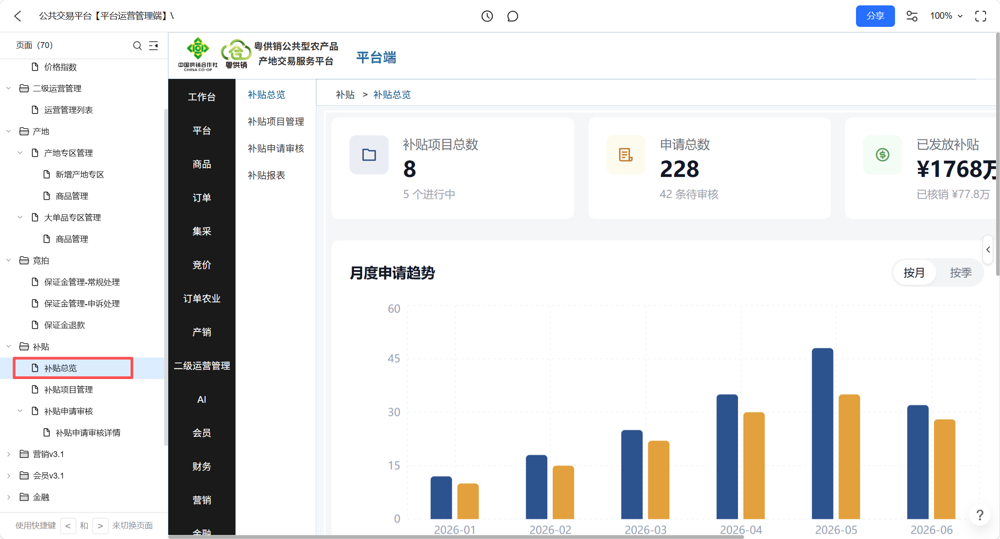 公共交易平台【平台运营管理端】\
分享
100%
页面（70）
价格指数
二级运营管理
运营管理列表
产地
产地专区管理
新增产地专区
商品管理
大单品专区管理
商品管理
竞拍
保证金管理-常规处理
保证金管理-申诉处理
保证金退款
补贴
补贴总览
补贴项目管理
补贴申请审核
补贴申请审核详情
营销v3.1
会员v3.1
金融
使用快捷键 < 和 > 来切换页面
中国供销合作社
CHINA CO-OP
粤供销
粤供销公共型农产品
产地交易服务平台
平台端
工作台
平台
商品
订单
集采
竞价
订单农业
产销
二级运营管理
AI
会员
财务
营销
金融
补贴总览
补贴项目管理
补贴申请审核
补贴报表
补贴 > 补贴总览
补贴项目总数
8
5 个进行中
申请总数
228
42 条待审核
已发放补贴
¥1768万
已核销 ¥77.8万
月度申请趋势
按月
按季
60
45
30
15
0
2026-01
2026-02
2026-03
2026-04
2026-05
2026-06
?